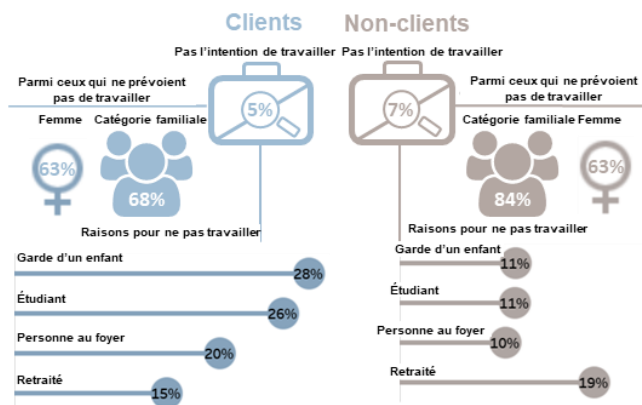 Clients
Pas l'intention de travailler
5%
Parmi ceux qui ne prévoient
pas de travailler
Femme
Catégorie familiale
63%
68%
Raisons pour ne pas travailler
Garde d'un enfant
28%
Étudiant
26%
Personne au foyer
20%
Retraité
15%
Non-clients
Pas l'intention de travailler
7%
Parmi ceux qui ne prévoient
pas de travailler
Catégorie familiale
Femme
84%
63%
Raisons pour ne pas travailler
Garde d'un enfant
11%
Étudiant
11%
Personne au foyer
10%
Retraité
19%